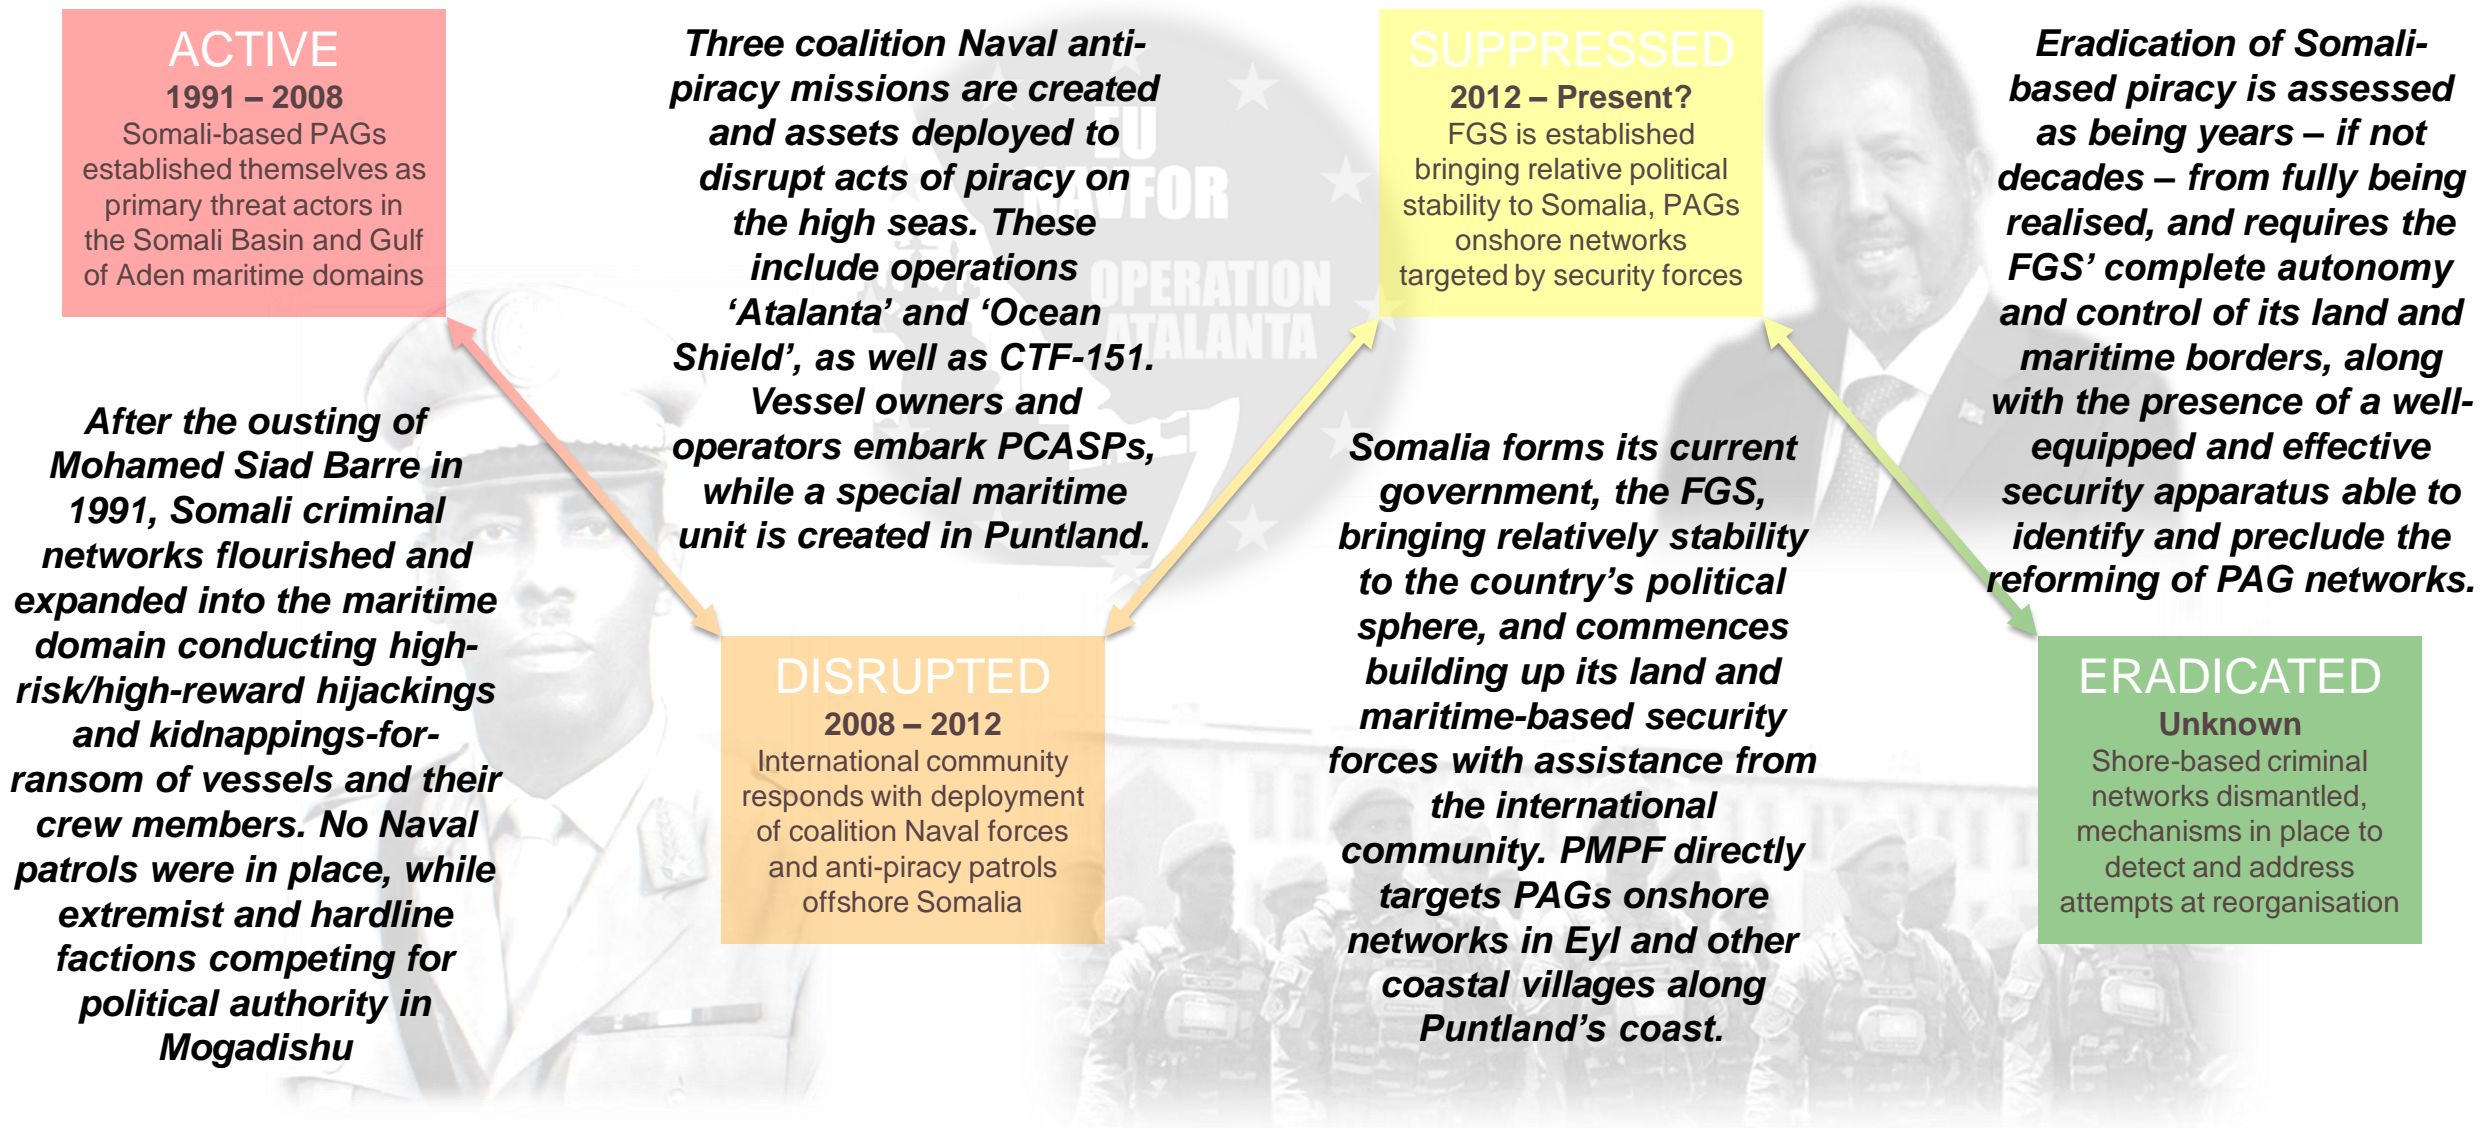 ACTIVE
1991 – 2008
Somali-based PAGs
established themselves as
primary threat actors in
the Somali Basin and Gulf
of Aden maritime domains
After the ousting of
Mohamed Siad Barre in
1991, Somali criminal
networks flourished and
expanded into the maritime
domain conducting high-
risk/high-reward hijackings
and kidnappings-for-
ransom of vessels and their
crew members. No Naval
patrols were in place, while
extremist and hardline
factions competing for
political authority in
Mogadishu
Three coalition Naval anti-
piracy missions are created
and assets deployed to
disrupt acts of piracy on
the high seas. These
include operations
‘Atalanta’ and ‘Ocean
Shield’, as well as CTF-151.
Vessel owners and
operators embark PCASPs,
while a special maritime
unit is created in Puntland.
EU
NAVFOR
OPERATION
ATALANTA
DISRUPTED
2008 – 2012
International community
responds with deployment
of coalition Naval forces
and anti-piracy patrols
offshore Somalia
SUPPRESSED
2012 – Present?
FGS is established
bringing relative political
stability to Somalia, PAGs
onshore networks
targeted by security forces
Somalia forms its current
government, the FGS,
bringing relatively stability
to the country’s political
sphere, and commences
building up its land and
maritime-based security
forces with assistance from
the international
community. PMPF directly
targets PAGs onshore
networks in Eyl and other
coastal villages along
Puntland’s coast.
Eradication of Somali-
based piracy is assessed
as being years – if not
decades – from fully being
realised, and requires the
FGS’ complete autonomy
and control of its land and
maritime borders, along
with the presence of a well-
equipped and effective
security apparatus able to
identify and preclude the
reforming of PAG networks.
ERADICATED
Unknown
Shore-based criminal
networks dismantled,
mechanisms in place to
detect and address
attempts at reorganisation